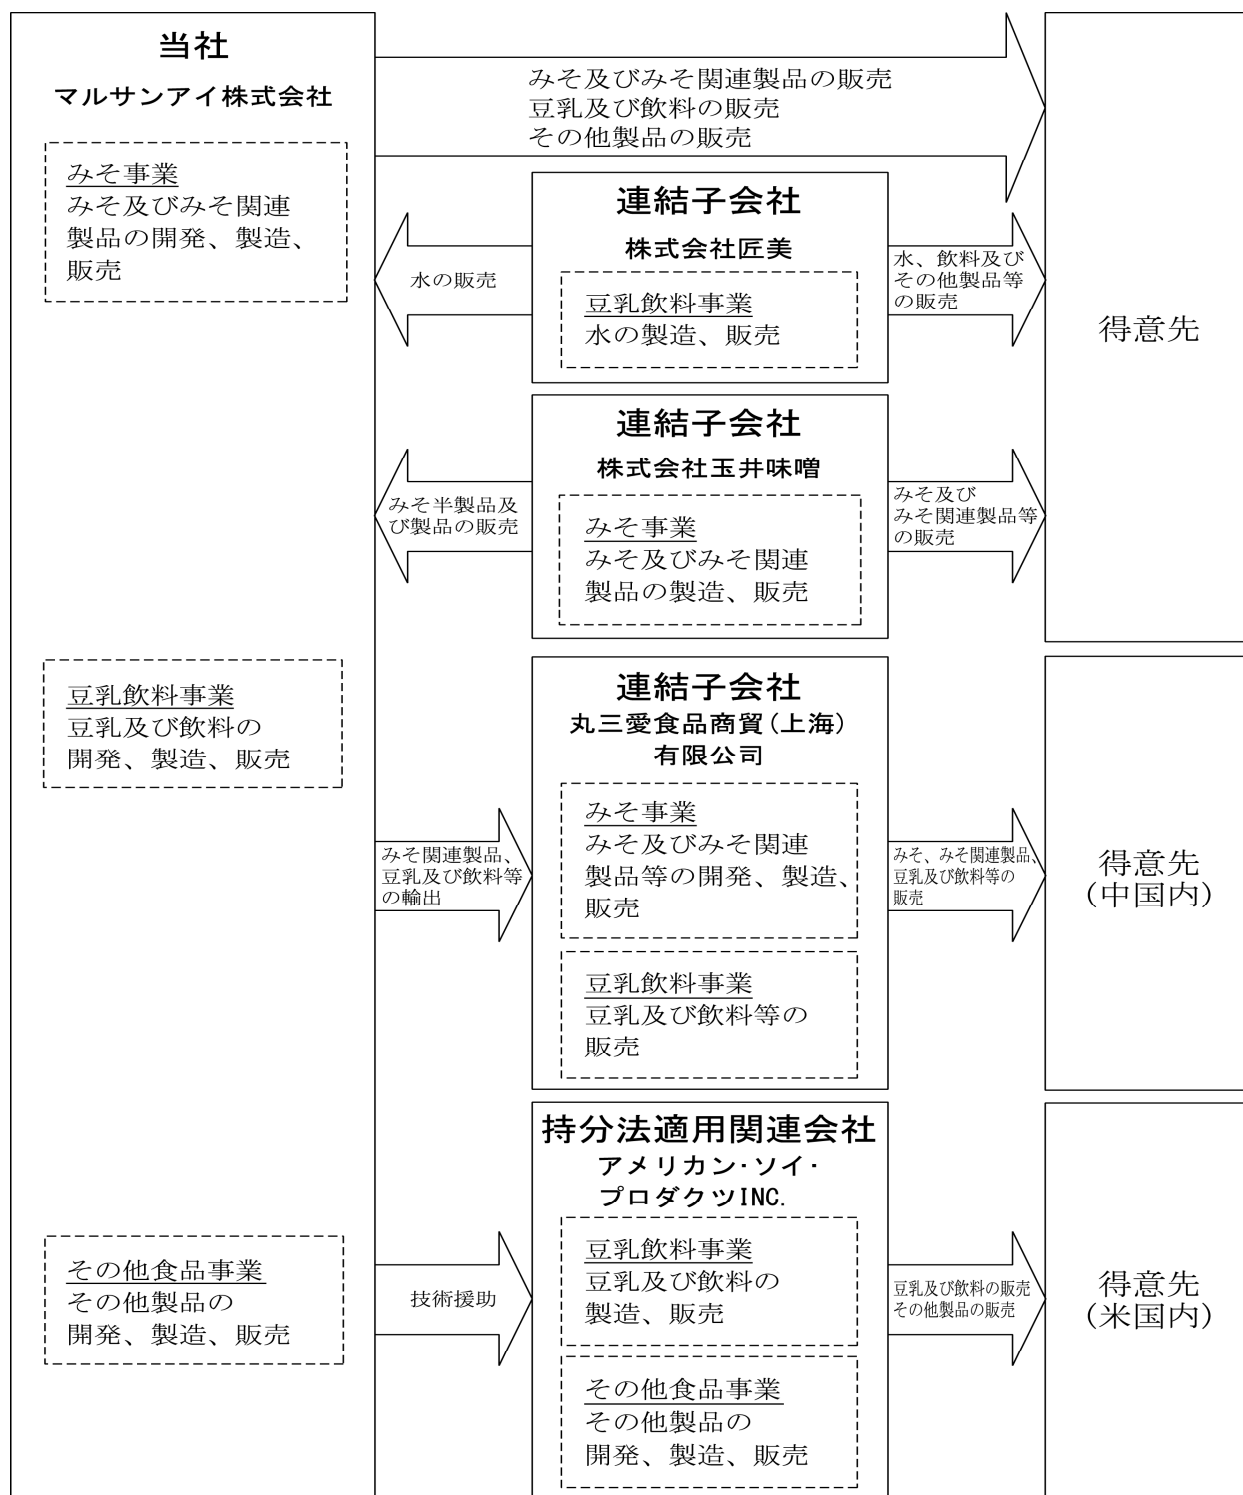 当社
マルサンアイ株式会社
みそ事業
みそ及びみそ関連
製品の開発、製造、
販売
豆乳飲料事業
豆乳及び飲料の
開発、製造、販売
その他食品事業
その他製品の
開発、製造、販売
みそ及びみそ関連製品の販売
豆乳及び飲料の販売
その他製品の販売
水の販売
連結子会社
株式会社匠美
豆乳飲料事業
水の製造、販売
水、飲料及び
その他製品等
の販売
みそ半製品及
び製品の販売
連結子会社
株式会社玉井味噌
みそ事業
みそ及びみそ関連
製品の製造、販売
みそ及び
みそ関連製品等
の販売
得意先
みそ関連製品、
豆乳及び飲料等
の輸出
連結子会社
丸三愛食品商貿(上海)
有限公司
みそ事業
みそ及びみそ関連
製品等の開発、製造、
販売
豆乳飲料事業
豆乳及び飲料等の
販売
みそ、みそ関連製品、
豆乳及び飲料等の
販売
得意先
(中国内)
技術援助
持分法適用関連会社
アメリカン・ソイ・
プロダクツINC.
豆乳飲料事業
豆乳及び飲料の
製造、販売
その他食品事業
その他製品の
開発、製造、販売
豆乳及び飲料の販売
その他製品の販売
得意先
(米国内)